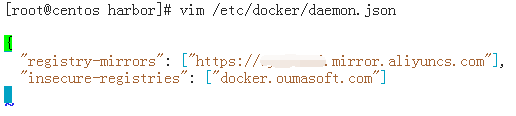 [root@centos harbor]# vim /etc/docker/daemon.json
{
"registry-mirrors": ["https://.mirror.aliyuncs.com"],
"insecure-registries": ["docker.oumasoft.com"]
~